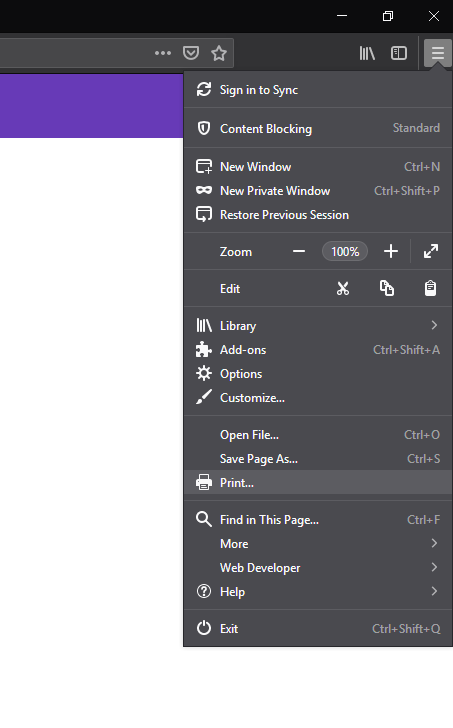 Sign in to Sync
Content Blocking Standard
New Window Ctrl+N
New Private Window Ctrl+Shift+P
Restore Previous Session
Zoom 100%
Edit
Library
Add-ons Ctrl+Shift+A
Options
Customize...
Open File... Ctrl+O
Save Page As... Ctrl+S
Print...
Find in This Page... Ctrl+F
More
Web Developer
Help
Exit Ctrl+Shift+Q